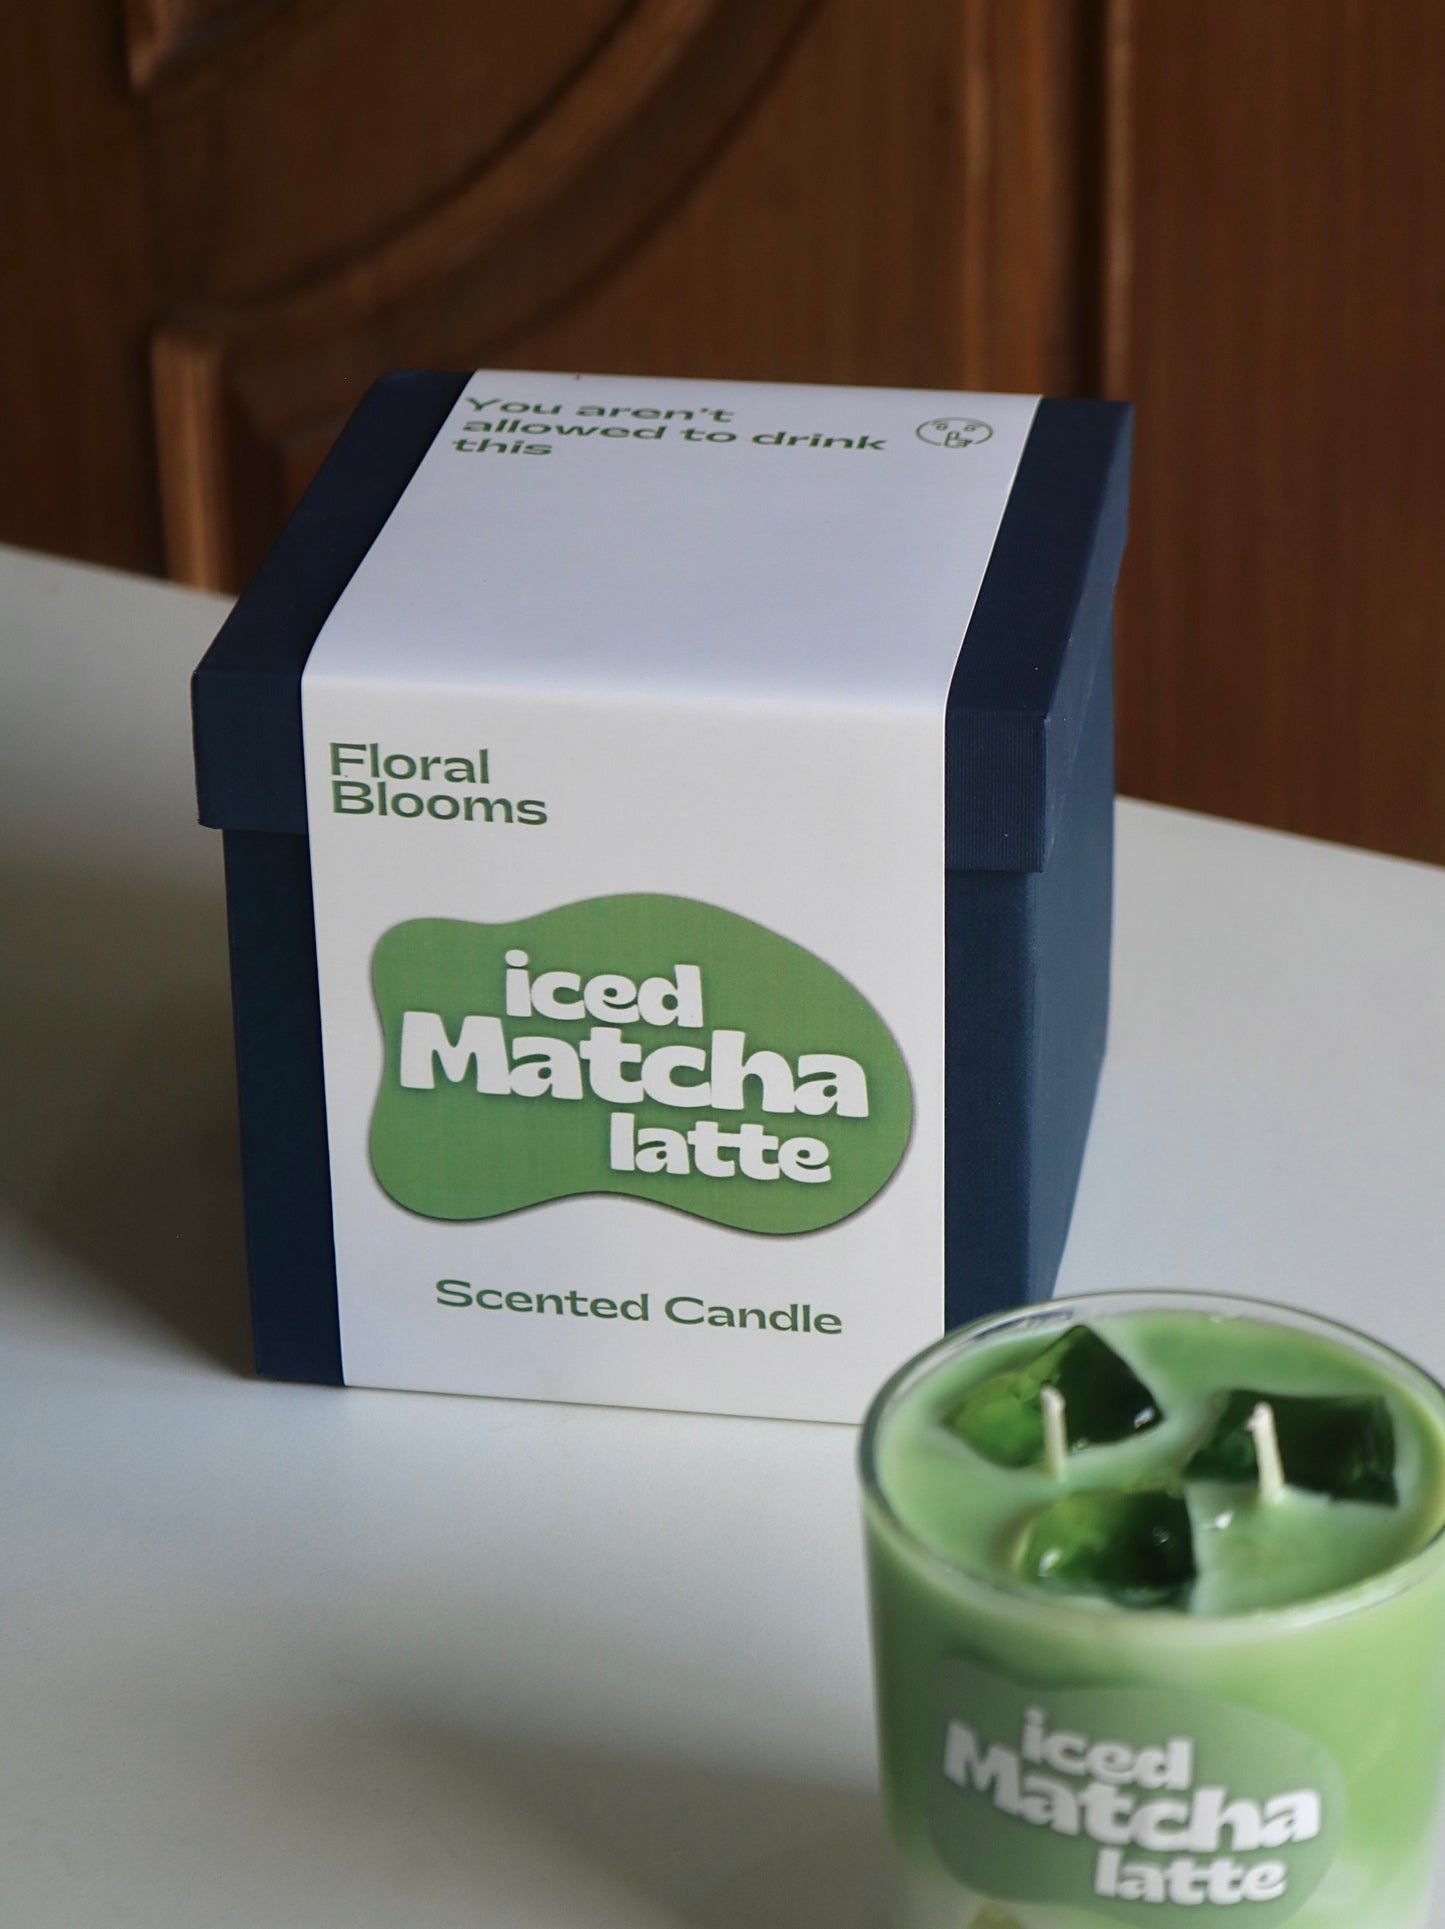 You aren't
allowed to drink
this
Floral
Blooms
iced
Matcha
latte
Scented Candle
iced
Matcha
latte